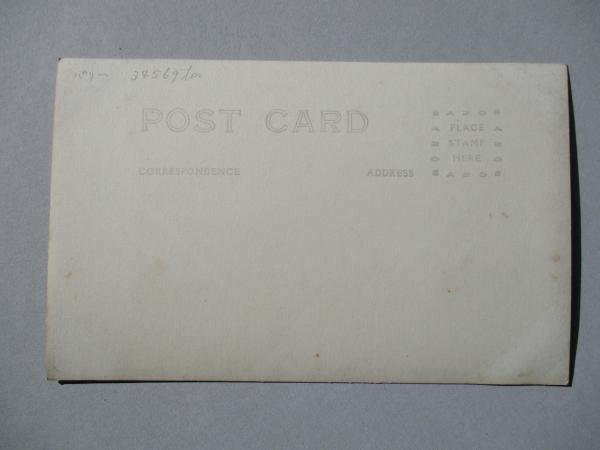 34569
POST CARD
CORRESPONDENCE
ADDRESS
PLACE
STAMP
HERE